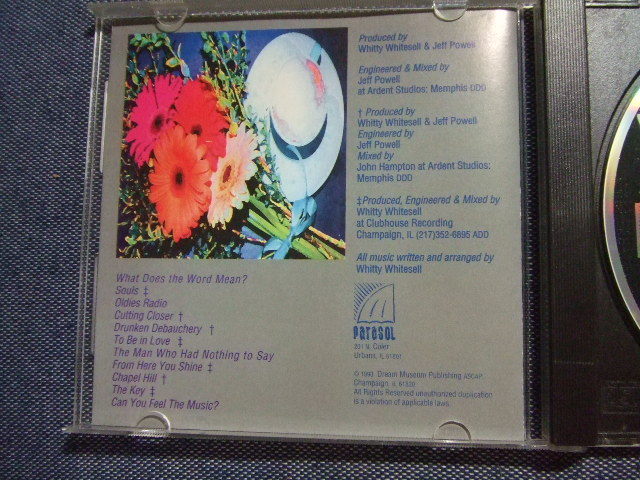 Produced by
Whitty Whitesell & Jeff Powell
Engineered & Mixed by
Jeff Powell
at Ardent Studios: Memphis DDD
† Produced by
Whitty Whitesell & Jeff Powell
Engineered by
Jeff Powell
Mixed by
John Hampton at Ardent Studios:
Memphis DDD
‡ Produced, Engineered & Mixed by
Whitty Whitesell
at Clubhouse Recording
Champaign, IL (217)352-6895 ADD
All music written and arranged by
Whitty Whitesell
What Does the Word Mean?
Souls ‡
Oldies Radio
Cutting Closer †
Drunken Debauchery †
To Be in Love ‡
The Man Who Had Nothing to Say
From Here You Shine ‡
Chapel Hill †
The Key ‡
Can You Feel The Music?
parasol
201 N. Coler
Urbana, IL 61801
© 1993 Dream Museum Publishing ASCAP
Champaign, IL 61820
All Rights Reserved unauthorized duplication
is a violation of applicable laws.